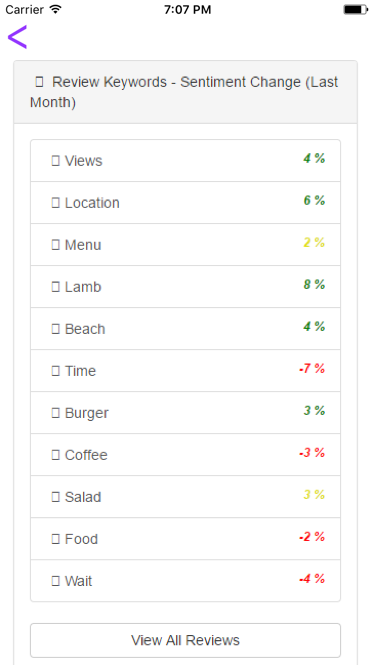 Carrier 7:07 PM
<
Review Keywords - Sentiment Change (Last
Month)
Views 4 %
Location 6 %
Menu 2 %
Lamb 8 %
Beach 4 %
Time -7 %
Burger 3 %
Coffee -3 %
Salad 3 %
Food -2 %
Wait -4 %
View All Reviews